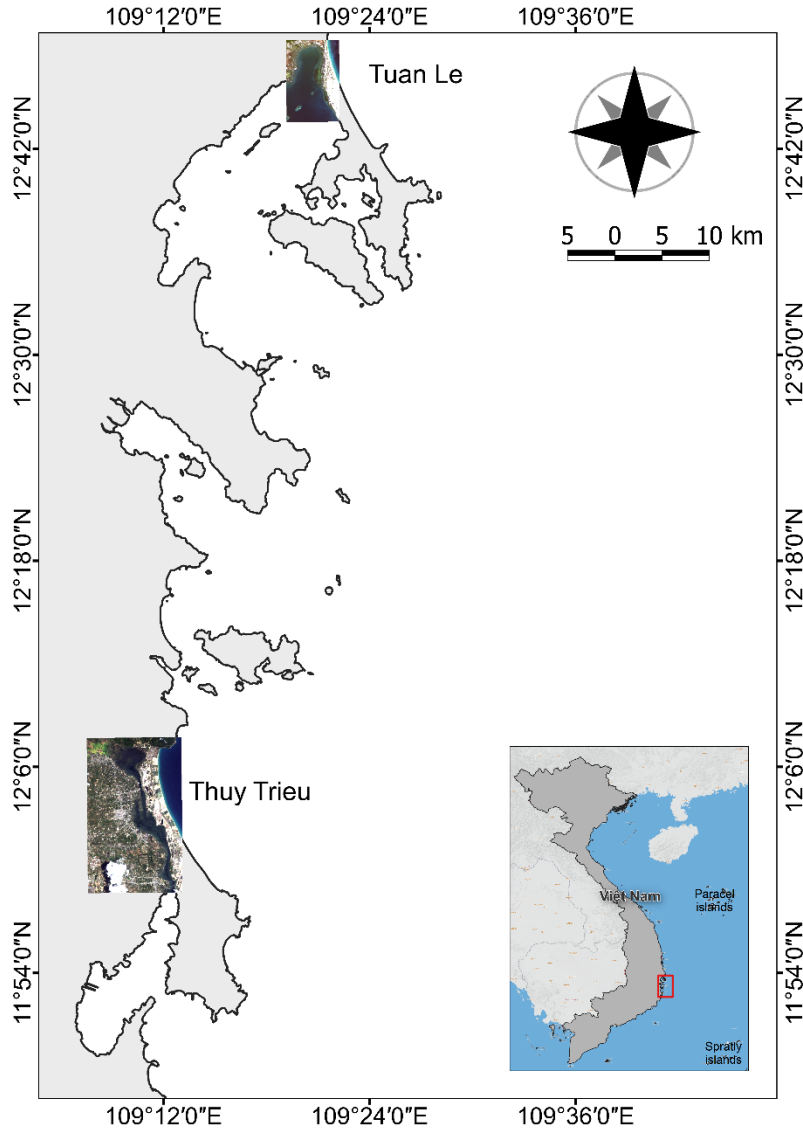 109°12′0″E 109°24′0″E 109°36′0″E
Tuan Le
12°42′0″N 12°42′0″N
5 0 5 10 km
12°30′0″N 12°30′0″N
12°18′0″N 12°18′0″N
12°6′0″N 12°6′0″N
Thuy Trieu
Việt Nam
Paracel
islands
11°54′0″N 11°54′0″N
Spratly
islands
109°12′0″E 109°24′0″E 109°36′0″E